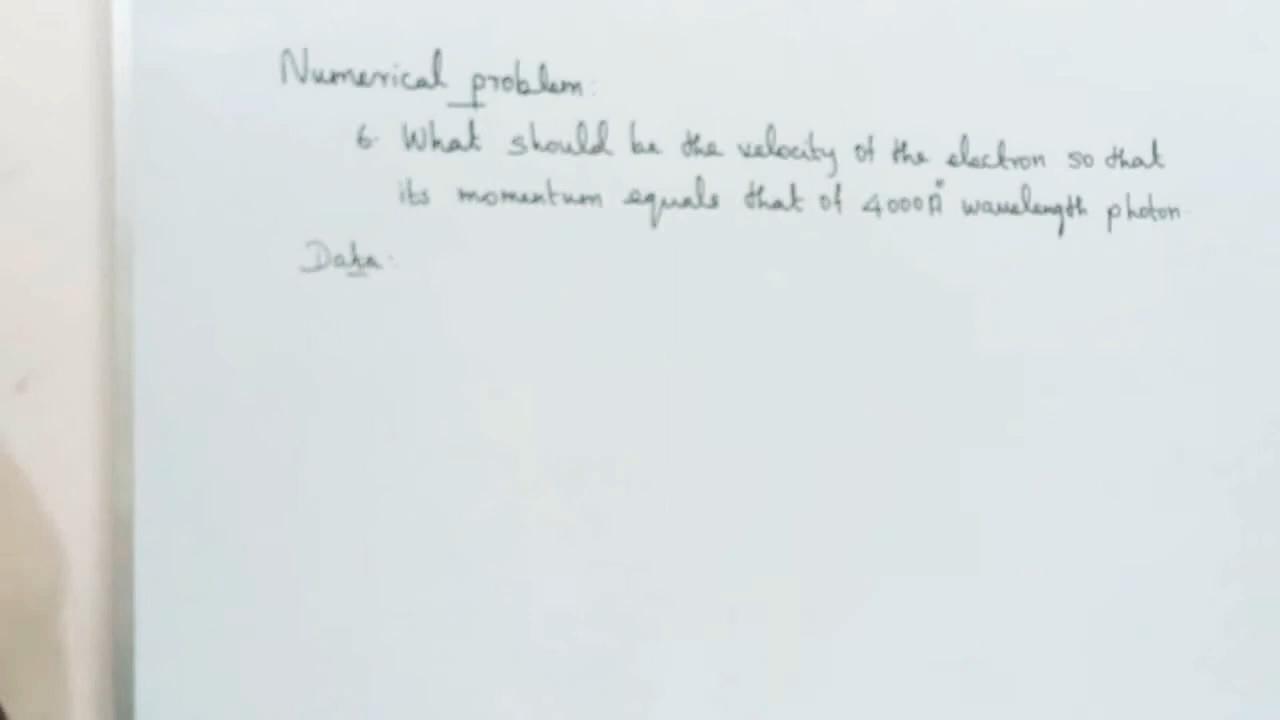 Numerical problem:
6. What should be the velocity of the electron so that
its momentum equals that of 4000A° wavelength photon
Data: